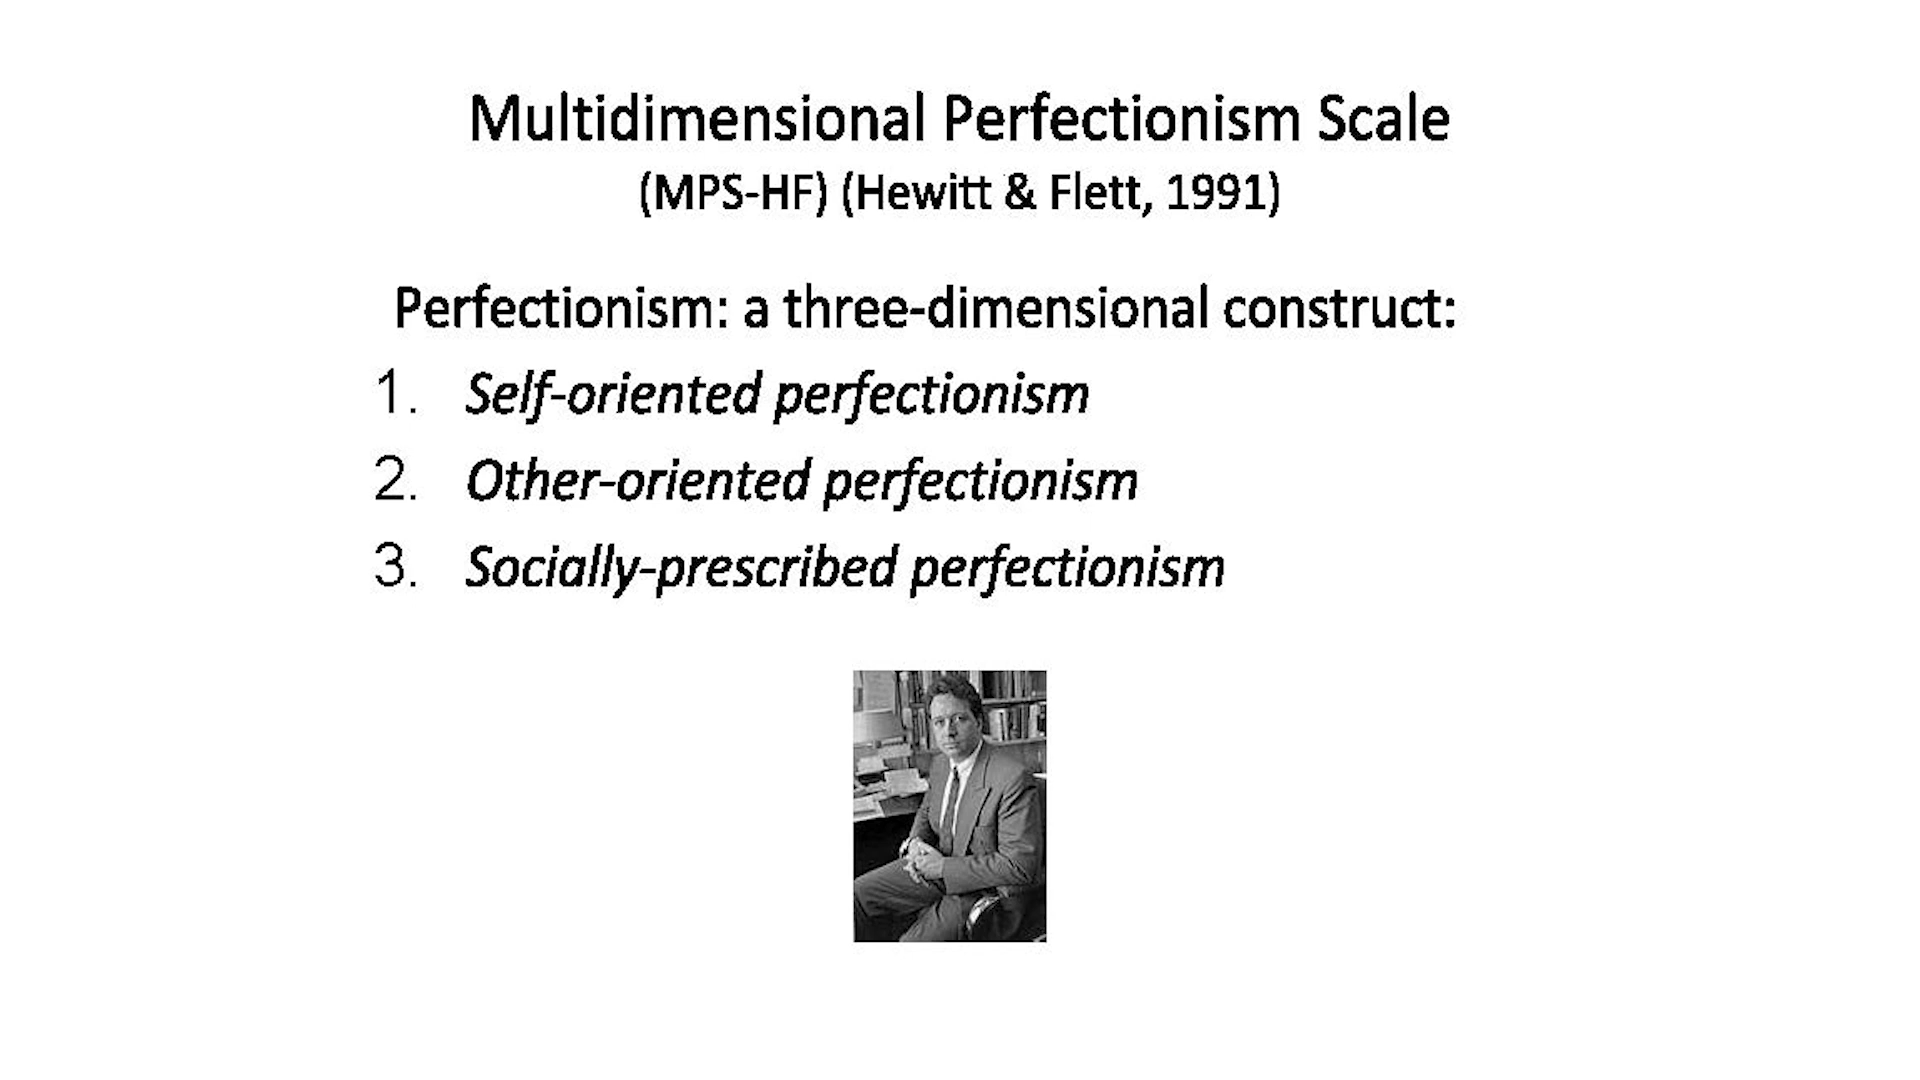 Multidimensional Perfectionism Scale
(MPS-HF) (Hewitt & Flett, 1991)
Perfectionism: a three-dimensional construct:
1. Self-oriented perfectionism
2. Other-oriented perfectionism
3. Socially-prescribed perfectionism